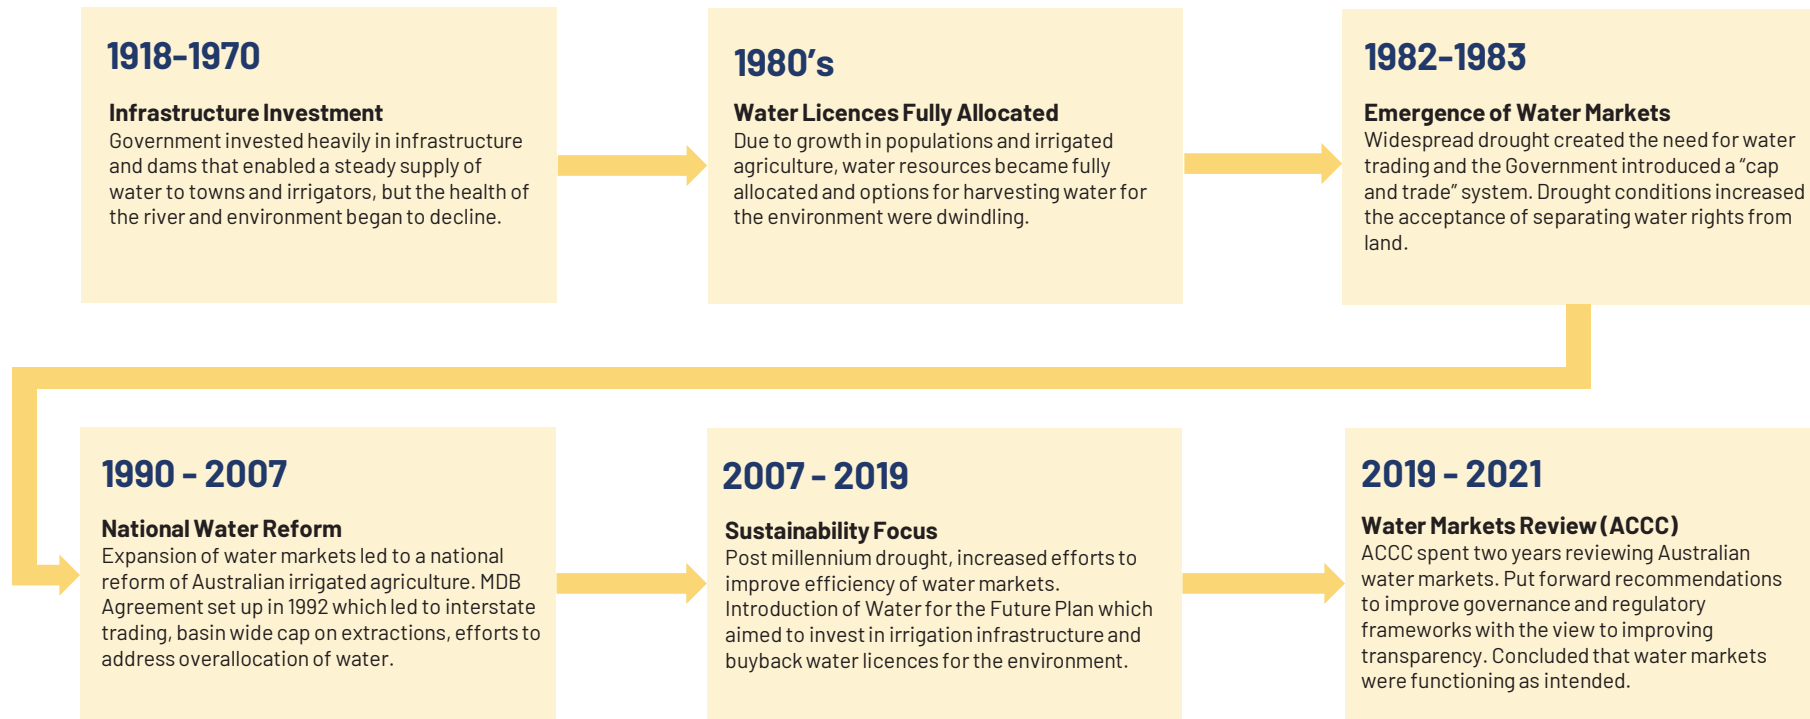 1918-1970
Infrastructure Investment
Government invested heavily in infrastructure
and dams that enabled a steady supply of
water to towns and irrigators, but the health of
the river and environment began to decline.
1980's
Water Licences Fully Allocated
Due to growth in populations and irrigated
agriculture, water resources became fully
allocated and options for harvesting water for
the environment were dwindling.
1982-1983
Emergence of Water Markets
Widespread drought created the need for water
trading and the Government introduced a “cap
and trade” system. Drought conditions increased
the acceptance of separating water rights from
land.
1990 - 2007
National Water Reform
Expansion of water markets led to a national
reform of Australian irrigated agriculture. MDB
Agreement set up in 1992 which led to interstate
trading, basin wide cap on extractions, efforts to
address overallocation of water.
2007 - 2019
Sustainability Focus
Post millennium drought, increased efforts to
improve efficiency of water markets.
Introduction of Water for the Future Plan which
aimed to invest in irrigation infrastructure and
buyback water licences for the environment.
2019 - 2021
Water Markets Review (ACCC)
ACCC spent two years reviewing Australian
water markets. Put forward recommendations
to improve governance and regulatory
frameworks with the view to improving
transparency. Concluded that water markets
were functioning as intended.